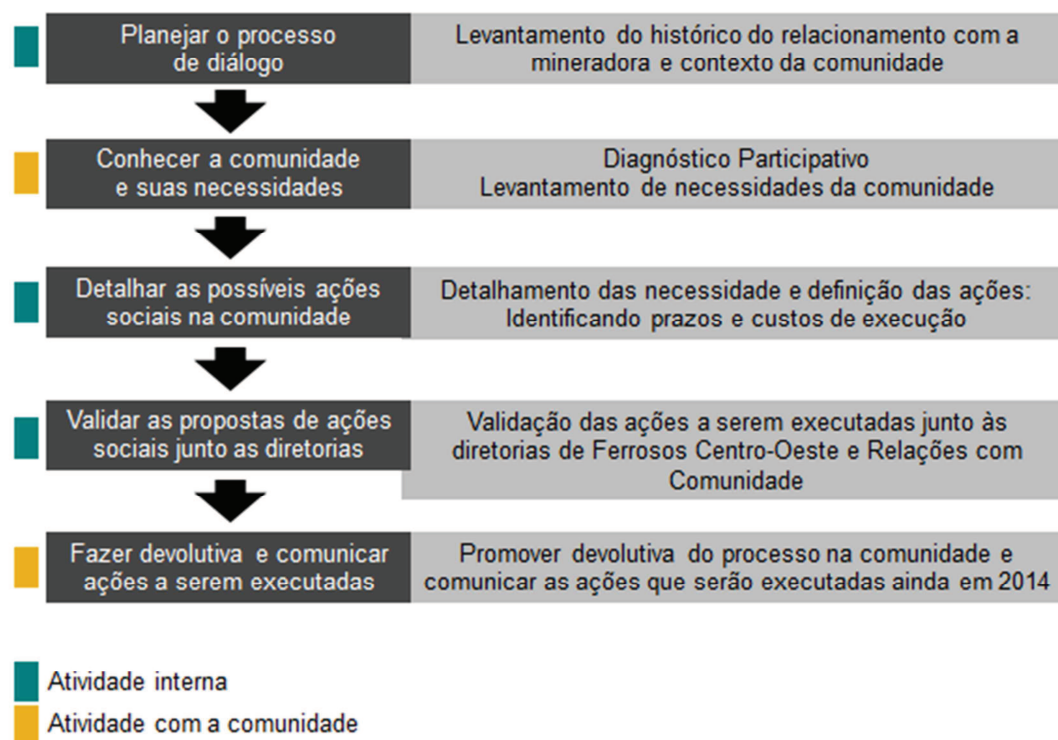 Planejar o processo
de diálogo
Levantamento do histórico do relacionamento com a
mineradora e contexto da comunidade
Conhecer a comunidade
e suas necessidades
Diagnóstico Participativo
Levantamento de necessidades da comunidade
Detalhar as possíveis ações
sociais na comunidade
Detalhamento das necessidade e definição das ações:
Identificando prazos e custos de execução
Validar as propostas de ações
sociais junto as diretorias
Validação das ações a serem executadas junto às
diretorias de Ferrosos Centro-Oeste e Relações com
Comunidade
Fazer devolutiva e comunicar
ações a serem executadas
Promover devolutiva do processo na comunidade e
comunicar as ações que serão executadas ainda em 2014
Atividade interna
Atividade com a comunidade